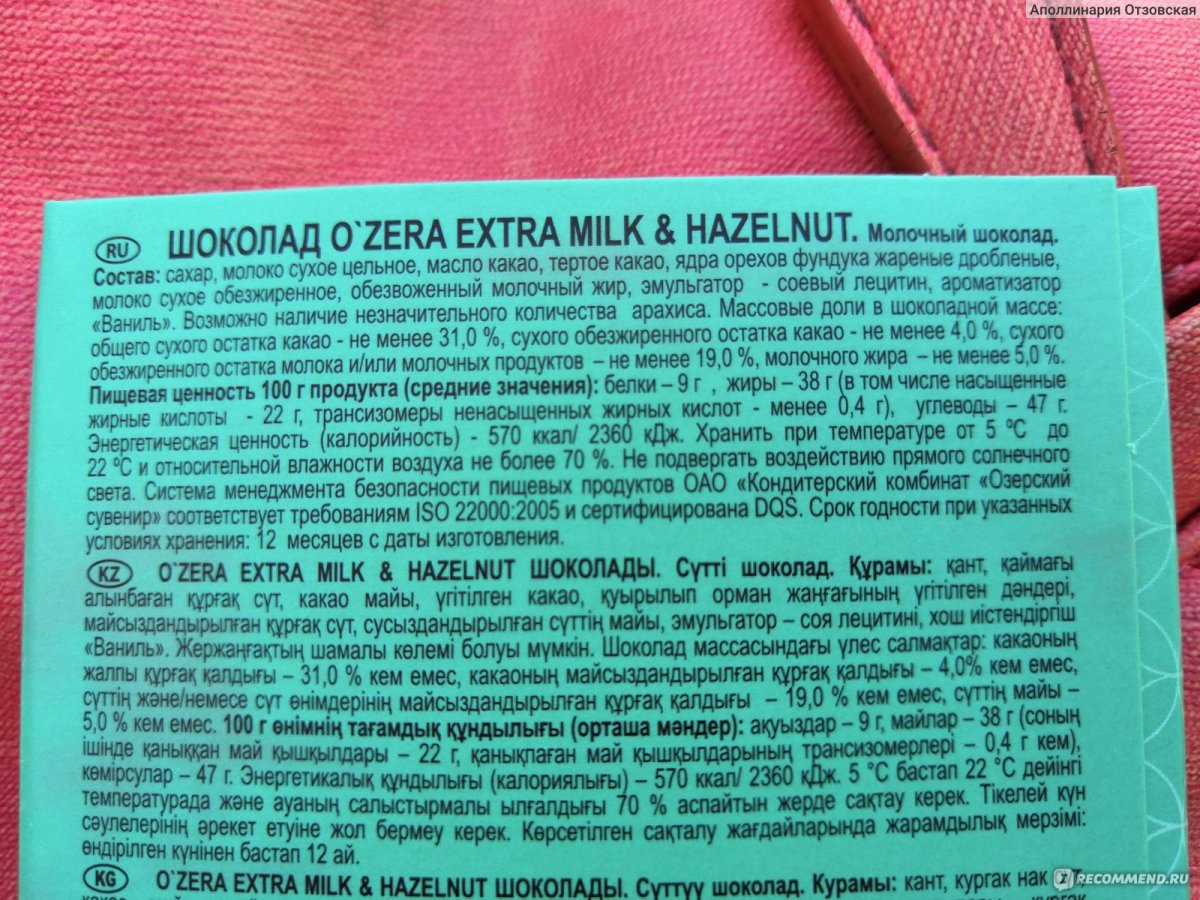 Аполлинария Отзовская
RU ШОКОЛАД O`ZERA EXTRA MILK & HAZELNUT. Молочный шоколад.
Состав: сахар, молоко сухое цельное, масло какао, тертое какао, ядра орехов фундука жареные дробленые,
молоко сухое обезжиренное, обезвоженный молочный жир, эмульгатор - соевый лецитин, ароматизатор
«Ваниль». Возможно наличие незначительного количества арахиса. Массовые доли в шоколадной массе:
общего сухого остатка какао - не менее 31,0 %, сухого обезжиренного остатка какао - не менее 4,0 %, сухого
обезжиренного остатка молока и/или молочных продуктов – не менее 19,0 %, молочного жира – не менее 5,0 %.
Пищевая ценность 100 г продукта (средние значения): белки – 9 г , жиры – 38 г (в том числе насыщенные
жирные кислоты - 22 г, трансизомеры ненасыщенных жирных кислот - менее 0,4 г), углеводы – 47 г.
Энергетическая ценность (калорийность) - 570 ккал/ 2360 кДж. Хранить при температуре от 5 ºС до
22 ºС и относительной влажности воздуха не более 70 %. Не подвергать воздействию прямого солнечного
света. Система менеджмента безопасности пищевых продуктов ОАО «Кондитерский комбинат «Озерский
сувенир» соответствует требованиям ISO 22000:2005 и сертифицирована DQS. Срок годности при указанных
условиях хранения: 12 месяцев с даты изготовления.
KZ O`ZERA EXTRA MILK & HAZELNUT ШОКОЛАДЫ. Сүтті шоколад. Құрамы: қант, қаймағы
алынбаған құрғақ сүт, какао майы, үгітілген какао, қуырылып орман жаңғағының үгітілген дәндері,
майсыздандырылған құрғақ сүт, сусыздандырылған сүттің майы, эмульгатор – соя лецитині, хош иістендіргіш
«Ваниль». Жержаңғақтың шамалы көлемі болуы мүмкін. Шоколад массасындағы үлес салмақтар: какаоның
жалпы құрғақ қалдығы – 31,0 % кем емес, какаоның майсыздандырылған құрғақ қалдығы – 4,0% кем емес,
сүттің және/немесе сүт өнімдерінің майсыздандырылған құрғақ қалдығы – 19,0 % кем емес, сүттің майы –
5,0 % кем емес. 100 г өнімнің тағамдық құндылығы (орташа мәндер): ақуыздар – 9 г, майлар – 38 г (соның
ішінде қаныққан май қышқылдары – 22 г, қанықпаған май қышқылдарының трансизомерлері – 0,4 г кем),
көмірсулар – 47 г. Энергетикалық құндылығы (калориялығы) – 570 ккал/ 2360 кДж. 5 °С бастап 22 °С дейінгі
температурада және ауаның салыстырмалы ылғалдығы 70 % аспайтын жерде сақтау керек. Тікелей күн
сәулелерінің әрекет етуіне жол бермеу керек. Көрсетілген сақталу жағдайларында жарамдылық мерзімі:
өндірілген күнінен бастап 12 ай.
KG O`ZERA EXTRA MILK & HAZELNUT ШОКОЛАДЫ. Сүттүү шоколад. Курамы: кант, кургак
IRECOMMEND.RU